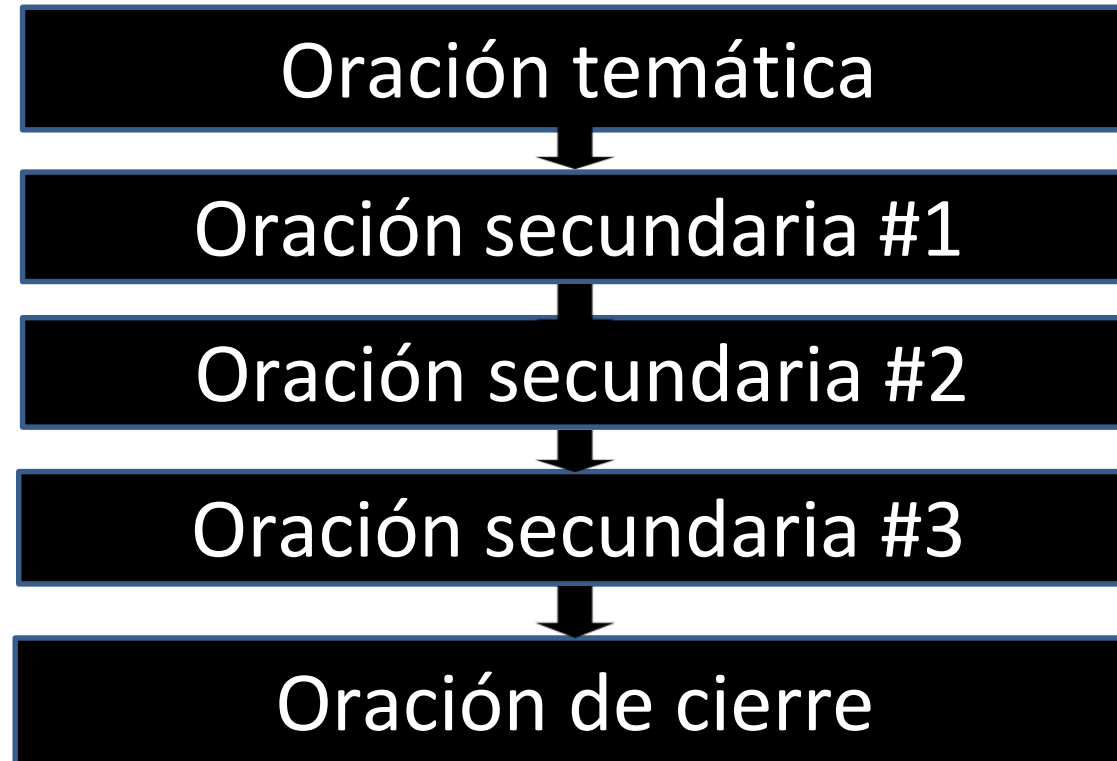 Oración temática
Oración secundaria #1
Oración secundaria #2
Oración secundaria #3
Oración de cierre